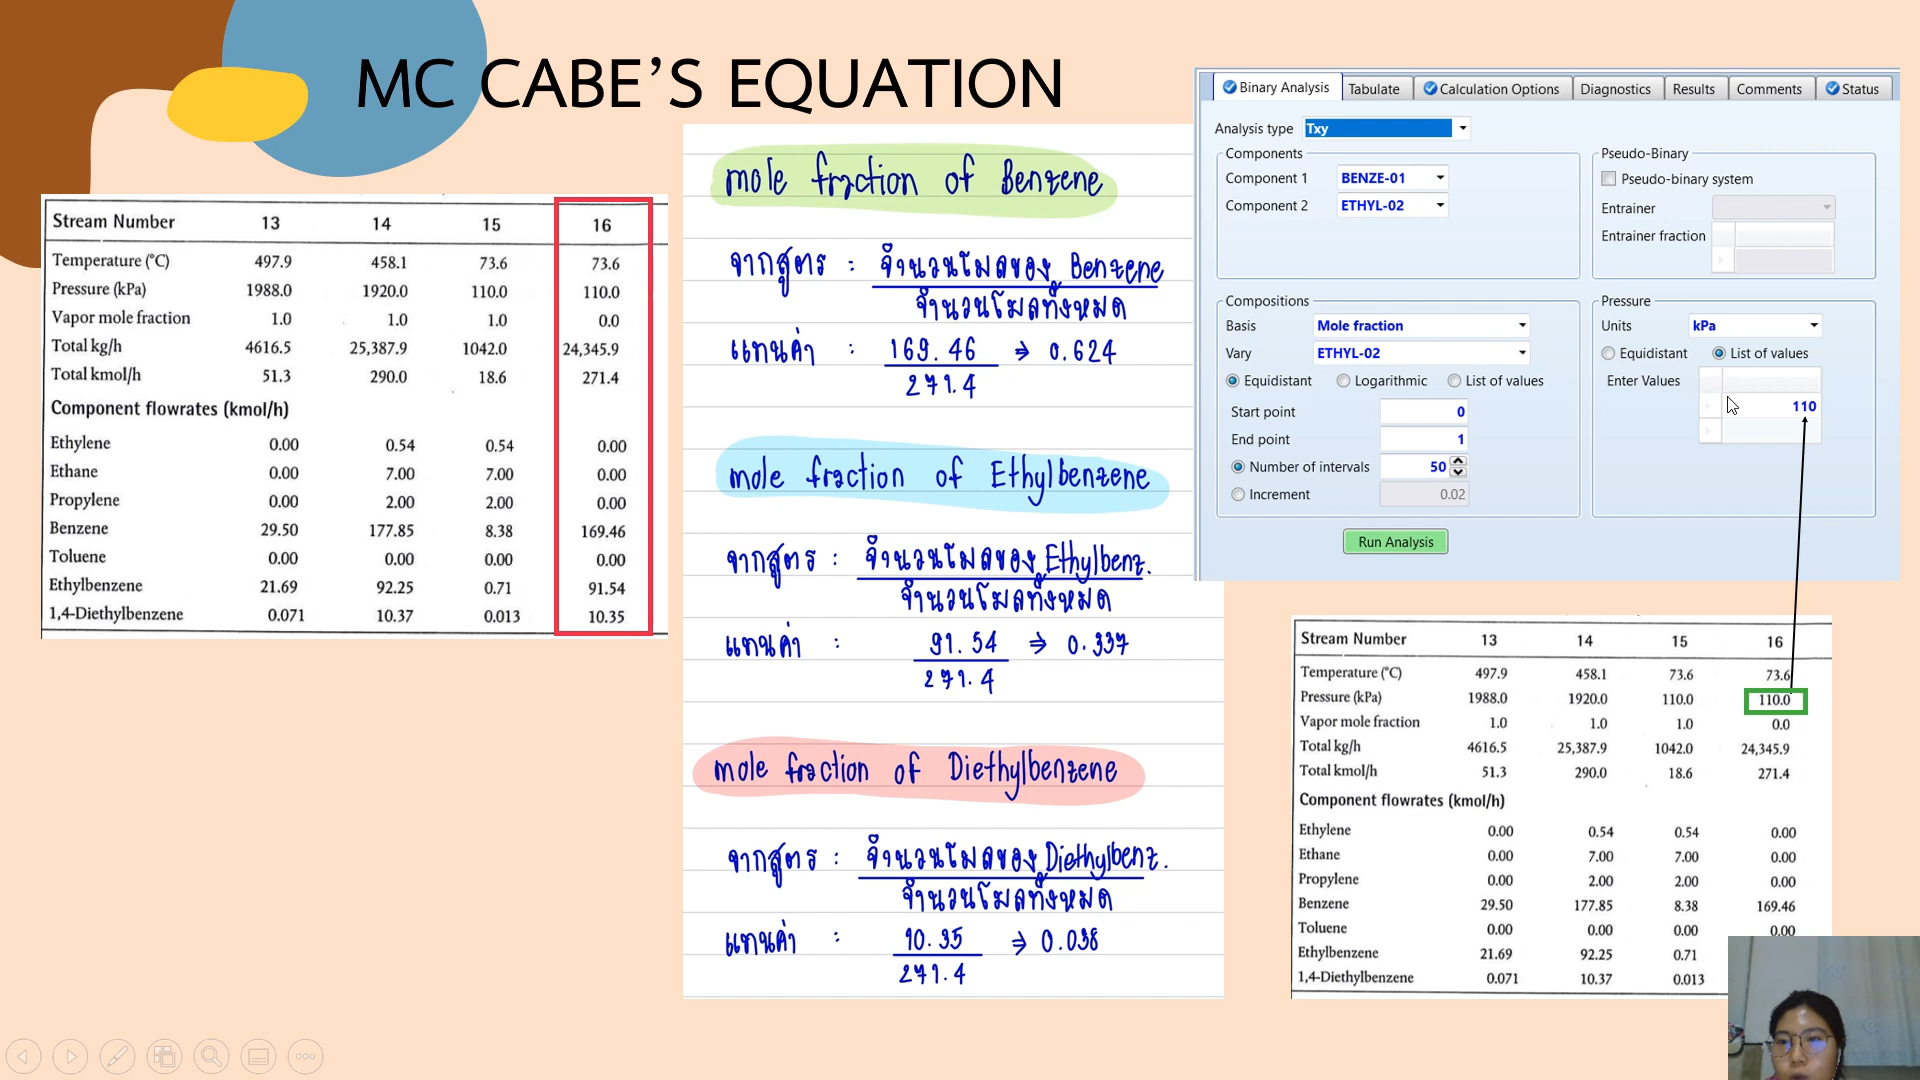 MC CABE’S EQUATION
Stream Number 13 14 15 16
Temperature (°C) 497.9 458.1 73.6 73.6
Pressure (kPa) 1988.0 1920.0 110.0 110.0
Vapor mole fraction 1.0 1.0 1.0 0.0
Total kg/h 4616.5 25,387.9 1042.0 24,345.9
Total kmol/h 51.3 290.0 18.6 271.4
Component flowrates (kmol/h)
Ethylene 0.00 0.54 0.54 0.00
Ethane 0.00 7.00 7.00 0.00
Propylene 0.00 2.00 2.00 0.00
Benzene 29.50 177.85 8.38 169.46
Toluene 0.00 0.00 0.00 0.00
Ethylbenzene 21.69 92.25 0.71 91.54
1,4-Diethylbenzene 0.071 10.37 0.013 10.35
mole fraction of Benzene
จากสูตร : จำนวนโมลของ Benzene
จำนวนโมลทั้งหมด
แทนค่า : 169.46 ⇒ 0.624
271.4
mole fraction of Ethylbenzene
จากสูตร : จำนวนโมลของ Ethylbenz.
จำนวนโมลทั้งหมด
แทนค่า : 91.54 ⇒ 0.337
271.4
mole fraction of Diethylbenzene
จากสูตร : จำนวนโมลของ Diethylbenz.
จำนวนโมลทั้งหมด
แทนค่า : 10.35 ⇒ 0.038
271.4
Binary Analysis Tabulate Calculation Options Diagnostics Results Comments Status
Analysis type Txy
Components
Component 1 BENZE-01
Component 2 ETHYL-02
Pseudo-Binary
Pseudo-binary system
Entrainer
Entrainer fraction
Compositions
Basis Mole fraction
Vary ETHYL-02
Equidistant Logarithmic List of values
Start point 0
End point 1
Number of intervals 50
Increment 0.02
Pressure
Units kPa
Equidistant List of values
Enter Values
110
Run Analysis
Stream Number 13 14 15 16
Temperature (°C) 497.9 458.1 73.6 73.6
Pressure (kPa) 1988.0 1920.0 110.0 110.0
Vapor mole fraction 1.0 1.0 1.0 0.0
Total kg/h 4616.5 25,387.9 1042.0 24,345.9
Total kmol/h 51.3 290.0 18.6 271.4
Component flowrates (kmol/h)
Ethylene 0.00 0.54 0.54 0.00
Ethane 0.00 7.00 7.00 0.00
Propylene 0.00 2.00 2.00 0.00
Benzene 29.50 177.85 8.38 169.46
Toluene 0.00 0.00 0.00 0.00
Ethylbenzene 21.69 92.25 0.71
1,4-Diethylbenzene 0.071 10.37 0.013